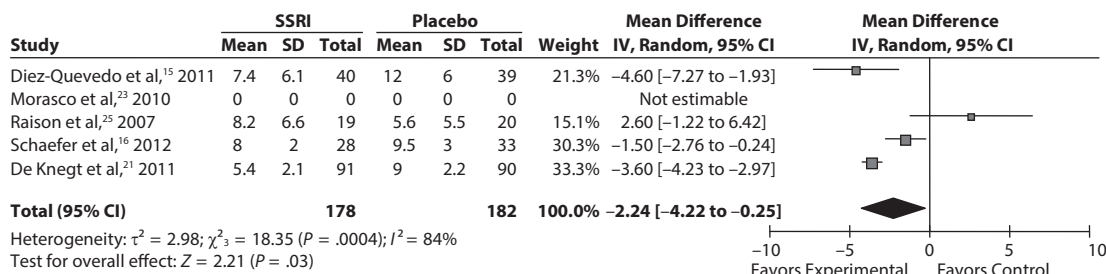 SSRI Placebo Mean Difference Mean Difference
Study Mean SD Total Mean SD Total Weight IV, Random, 95% CI IV, Random, 95% CI
Diez-Quevedo et al,¹⁵ 2011 7.4 6.1 40 12 6 39 21.3% −4.60 [−7.27 to −1.93]
Morasco et al,²³ 2010 0 0 0 0 0 0 Not estimable
Raison et al,²⁵ 2007 8.2 6.6 19 5.6 5.5 20 15.1% 2.60 [−1.22 to 6.42]
Schaefer et al,¹⁶ 2012 8 2 28 9.5 3 33 30.3% −1.50 [−2.76 to −0.24]
De Knegt et al,²¹ 2011 5.4 2.1 91 9 2.2 90 33.3% −3.60 [−4.23 to −2.97]
Total (95% CI) 178 182 100.0% −2.24 [−4.22 to −0.25]
Heterogeneity: τ² = 2.98; χ²₃ = 18.35 (P = .0004); I² = 84%
Test for overall effect: Z = 2.21 (P = .03)
−10 −5 0 5 10
Favors Experimental Favors Control